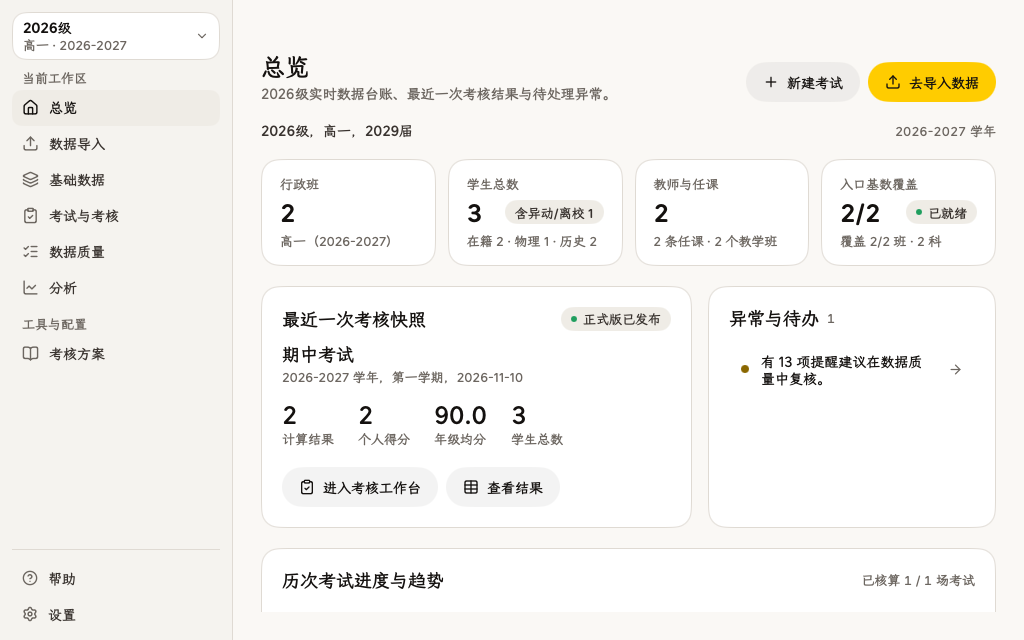 2026级
高一 · 2026-2027
当前工作区
总览
数据导入
基础数据
考试与考核
数据质量
分析
工具与配置
考核方案
帮助
设置
总览
2026级实时数据台账、最近一次考核结果与待处理异常。
新建考试
去导入数据
2026级，高一，2029届
2026-2027 学年
行政班
2
高一（2026-2027）
学生总数
3 含异动/离校 1
在籍 2 · 物理 1 · 历史 2
教师与任课
2
2 条任课 · 2 个教学班
入口基数覆盖
2/2 已就绪
覆盖 2/2 班 · 2 科
最近一次考核快照
正式版已发布
期中考试
2026-2027 学年，第一学期，2026-11-10
2 2 90.0 3
计算结果 个人得分 年级均分 学生总数
进入考核工作台
查看结果
异常与待办 1
有 13 项提醒建议在数据质
量中复核。
历次考试进度与趋势
已核算 1 / 1 场考试